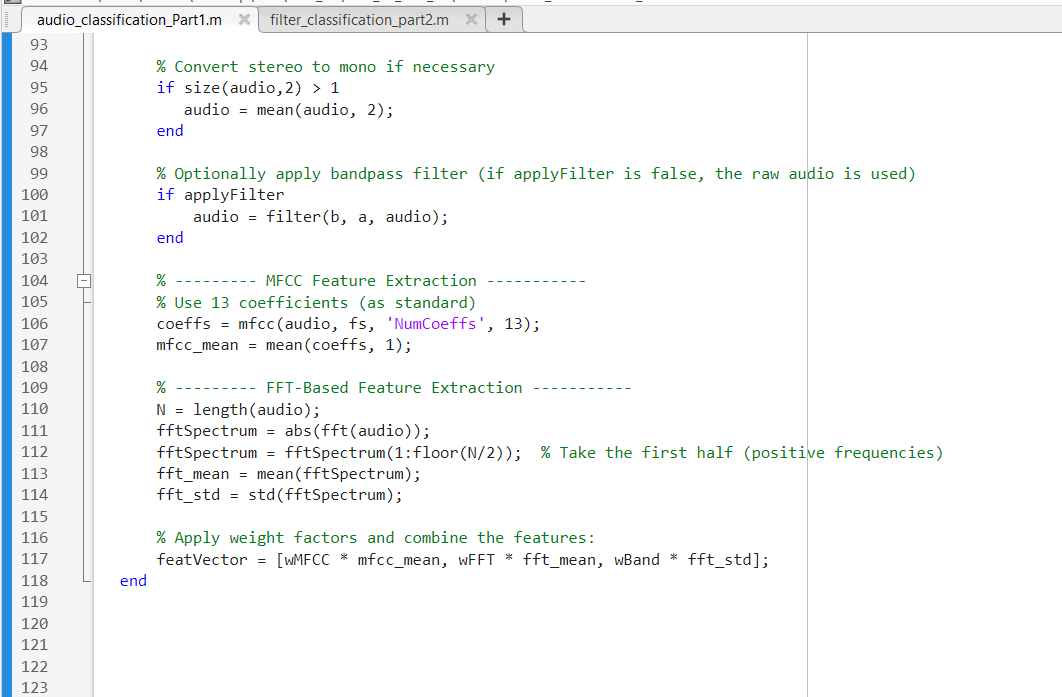 audio_classification_Part1.m × filter_classification_part2.m × +
93
94 % Convert stereo to mono if necessary
95 if size(audio,2) > 1
96 audio = mean(audio, 2);
97 end
98
99 % Optionally apply bandpass filter (if applyFilter is false, the raw audio is used)
100 if applyFilter
101 audio = filter(b, a, audio);
102 end
103
104 % --------- MFCC Feature Extraction -----------
105 % Use 13 coefficients (as standard)
106 coeffs = mfcc(audio, fs, 'NumCoeffs', 13);
107 mfcc_mean = mean(coeffs, 1);
108
109 % --------- FFT-Based Feature Extraction -----------
110 N = length(audio);
111 fftSpectrum = abs(fft(audio));
112 fftSpectrum = fftSpectrum(1:floor(N/2)); % Take the first half (positive frequencies)
113 fft_mean = mean(fftSpectrum);
114 fft_std = std(fftSpectrum);
115
116 % Apply weight factors and combine the features:
117 featVector = [wMFCC * mfcc_mean, wFFT * fft_mean, wBand * fft_std];
118 end
119
120
121
122
123